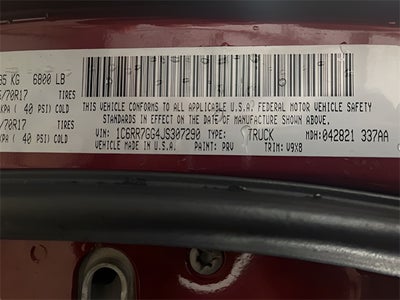 95 KG 6800 LB
/70R17 TIRES
KPA ( 40 PSI) COLD
/70R17 TIRES
KPA ( 40 PSI) COLD
THIS VEHICLE CONFORMS TO ALL APPLICABLE U.S.A. FEDERAL MOTOR VEHICLE SAFETY
STANDARDS IN EFFECT ON THE DATE OF MANUFACTURE SHOWN ABOVE.
VIN: 1C6RR7GG4JS307290 TYPE: TRUCK MDH: 042821 337AA
VEHICLE MADE IN U.S.A. PAINT: PRV TRIM: V9X8